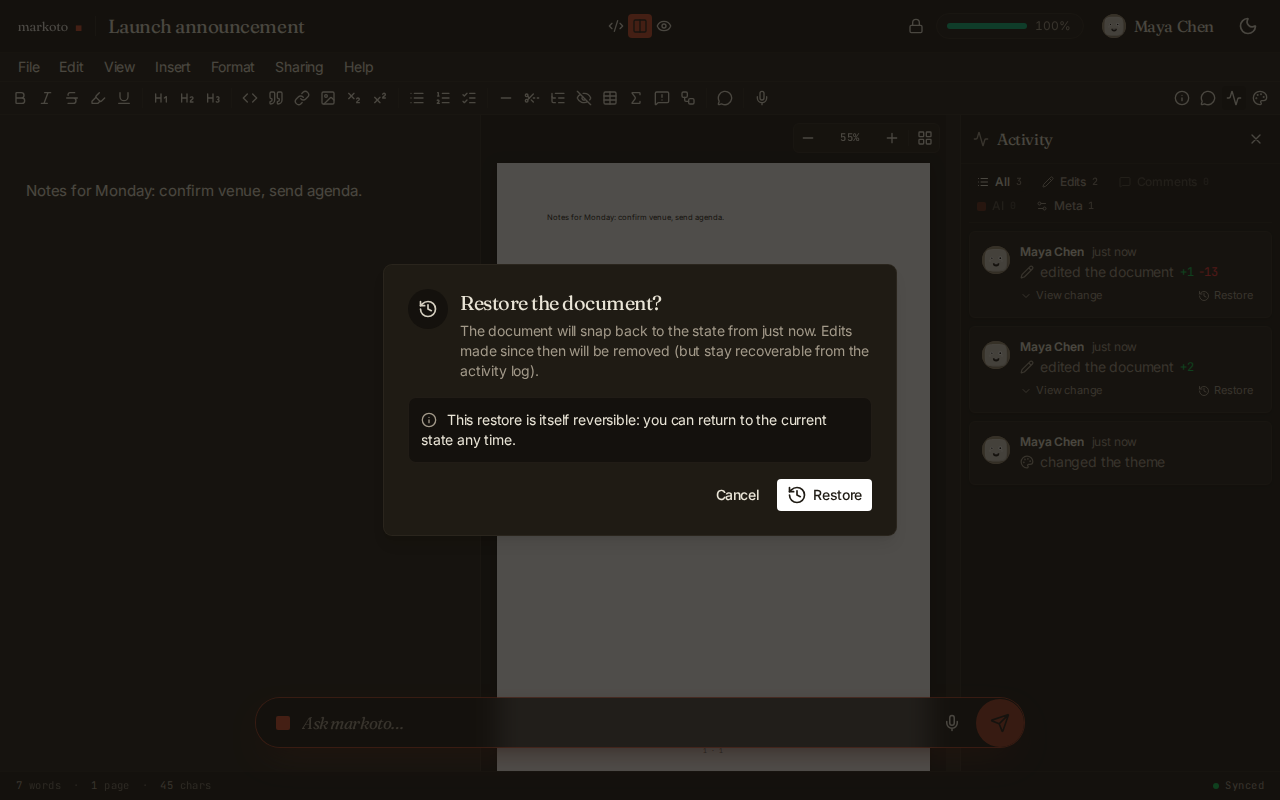 markoto
Launch announcement
100%
Maya Chen
File Edit View Insert Format Sharing Help
H1 H2 H3
55%
Activity
All 3 Edits 2 Comments 0
AI 0 Meta 1
Notes for Monday: confirm venue, send agenda.
Notes for Monday: confirm venue, send agenda.
Maya Chen just now
edited the document +1 -13
View change Restore
Maya Chen just now
edited the document +2
View change Restore
Maya Chen just now
changed the theme
Restore the document?
The document will snap back to the state from just now. Edits
made since then will be removed (but stay recoverable from the
activity log).
This restore is itself reversible: you can return to the current
state any time.
Cancel Restore
Ask markoto...
7 words · 1 page · 45 chars
Synced